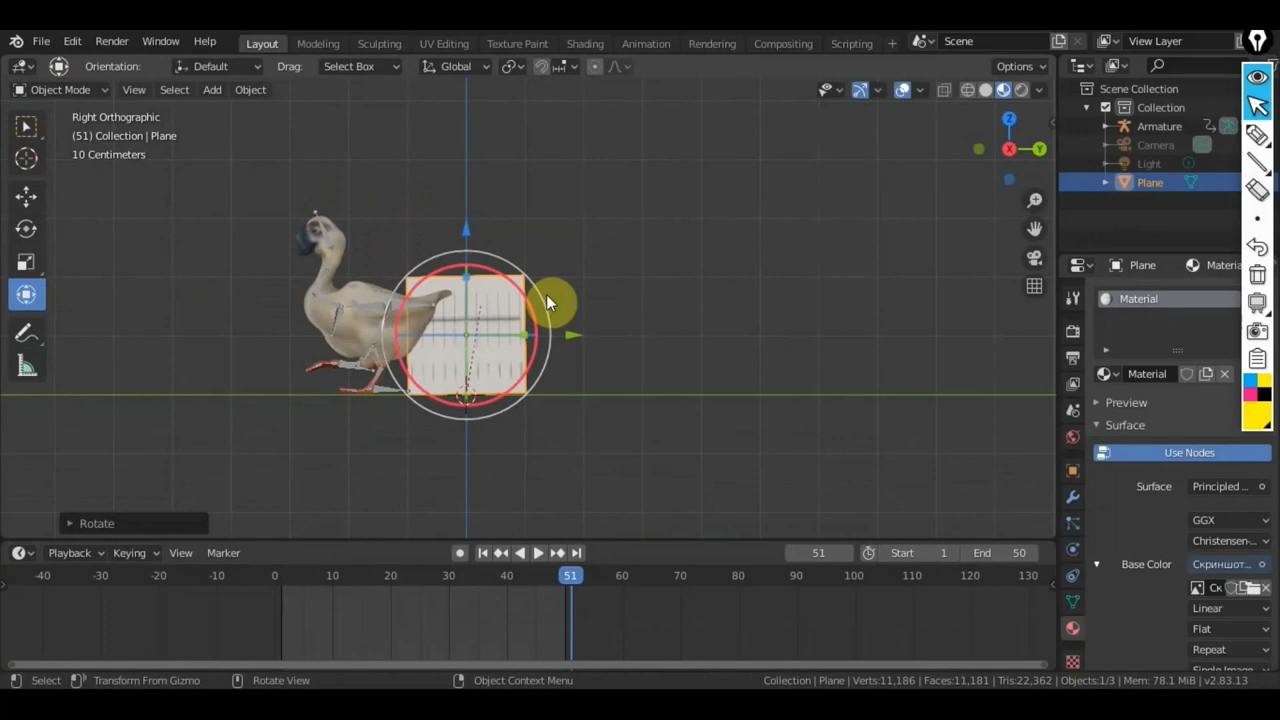 File Edit Render Window Help Layout Modeling Sculpting UV Editing Texture Paint Shading Animation Rendering Compositing Scripting + Scene View Layer
Orientation: Default Drag: Select Box Global Options
Object Mode View Select Add Object
Right Orthographic
(51) Collection | Plane
10 Centimeters
Z
X
Y
Scene Collection
Collection
Armature
Camera
Light
Plane
Plane Material
Material
Material
Preview
Surface
Use Nodes
Surface Principled ...
GGX
Christensen-...
Base Color Скриншот...
Ск
Linear
Flat
Repeat
Single Image
Rotate
Playback Keying View Marker 51 Start 1 End 50
-40 -30 -20 -10 0 10 20 30 40 51 60 70 80 90 100 110 120 130
Select Transform From Gizmo Rotate View Object Context Menu Collection | Plane | Verts:11,186 | Faces:11,181 | Tris:22,362 | Objects:1/3 | Mem: 78.1 MiB | v2.83.13